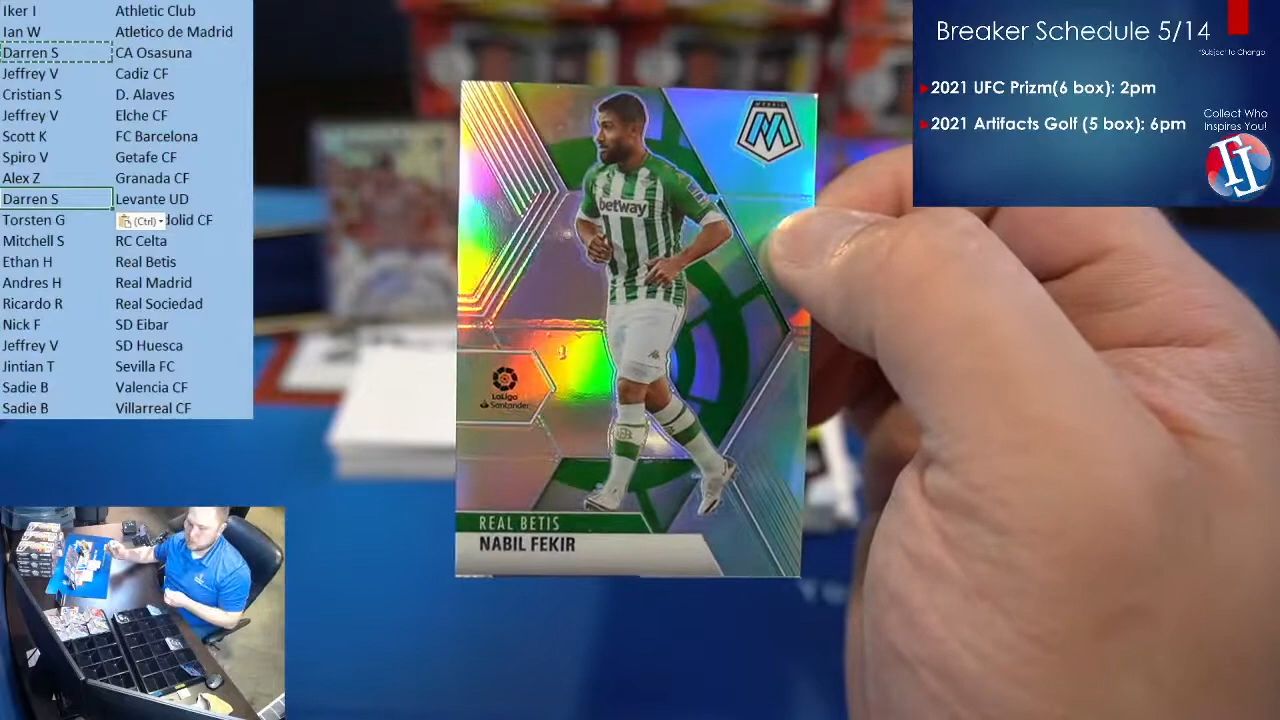 Iker I Athletic Club
Ian W Atletico de Madrid
Darren S CA Osasuna
Jeffrey V Cadiz CF
Cristian S D. Alaves
Jeffrey V Elche CF
Scott K FC Barcelona
Spiro V Getafe CF
Alex Z Granada CF
Darren S Levante UD
Torsten G (Ctrl) dolid CF
Mitchell S RC Celta
Ethan H Real Betis
Andres H Real Madrid
Ricardo R Real Sociedad
Nick F SD Eibar
Jeffrey V SD Huesca
Jintian T Sevilla FC
Sadie B Valencia CF
Sadie B Villarreal CF
MOSAIC
betway
LaLiga
Santander
REAL BETIS
NABIL FEKIR
Breaker Schedule 5/14
*Subject to Change
2021 UFC Prizm(6 box): 2pm
2021 Artifacts Golf (5 box): 6pm
Collect Who
Inspires You!